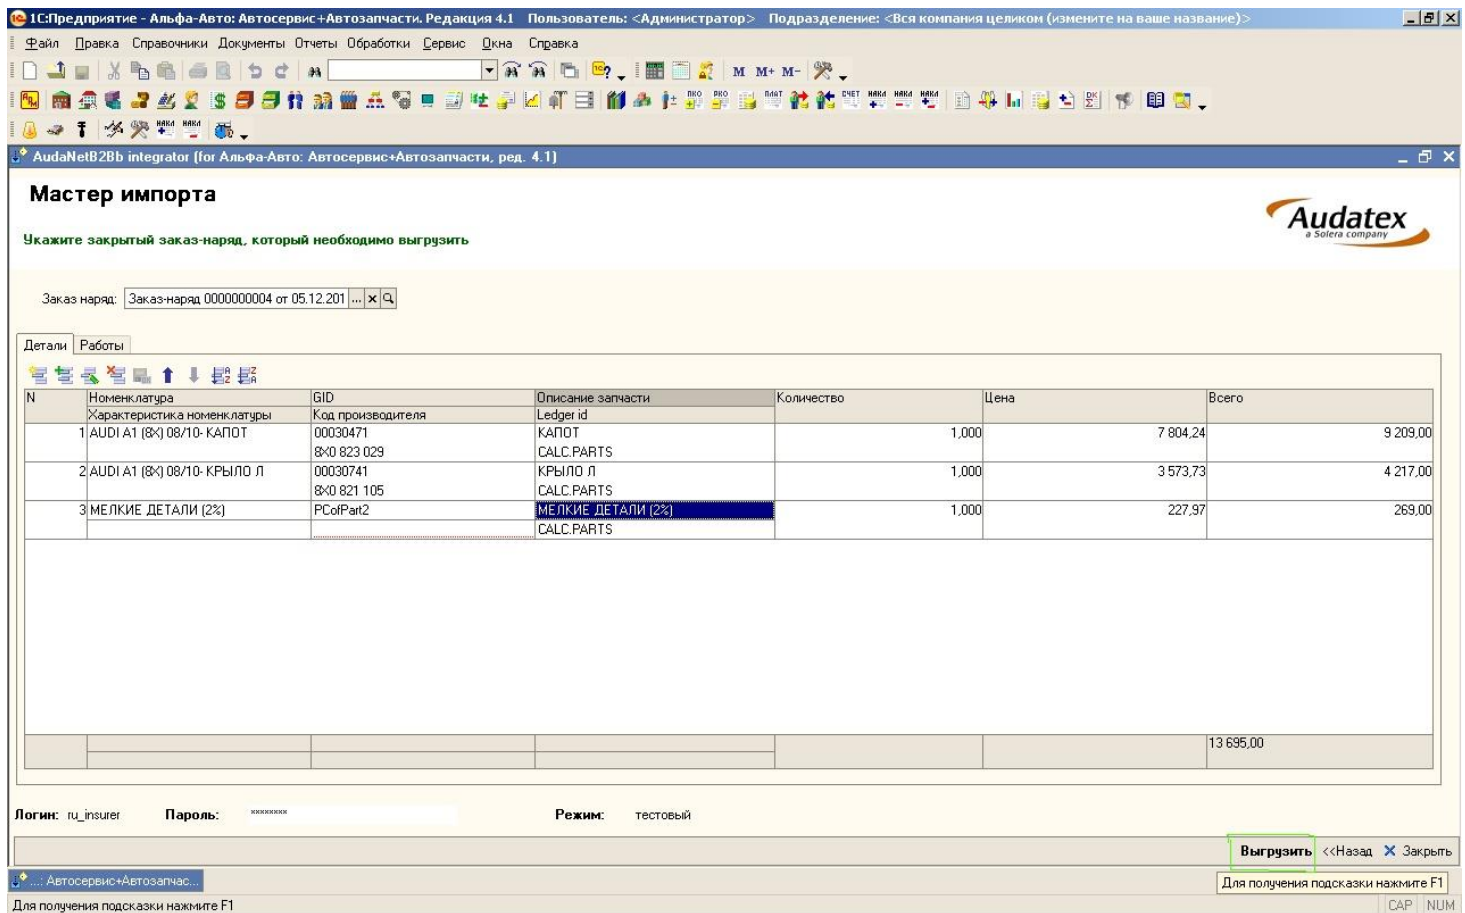 1С:Предприятие - Альфа-Авто: Автосервис+Автозапчасти. Редакция 4.1 Пользователь: <Администратор> Подразделение: <Вся компания целиком (измените на ваше название)>
Файл Правка Справочники Документы Отчеты Обработки Сервис Окна Справка
M M+ M-
AudaNetB2Bb integrator (for Альфа-Авто: Автосервис+Автозапчасти, ред. 4.1)
Мастер импорта
Audatex
a Solera company
Укажите закрытый заказ-наряд, который необходимо выгрузить
Заказ наряд: Заказ-наряд 0000000004 от 05.12.201 ...
Детали Работы
N Номенклатура GID Описание запчасти Количество Цена Всего
Характеристика номенклатуры Код производителя Ledger id
1 AUDI A1 (8X) 08/10- КАПОТ 00030471 КАПОТ 1,000 7 804,24 9 209,00
8X0 823 029 CALC.PARTS
2 AUDI A1 (8X) 08/10- КРЫЛО Л 00030741 КРЫЛО Л 1,000 3 573,73 4 217,00
8X0 821 105 CALC.PARTS
3 МЕЛКИЕ ДЕТАЛИ (2%) PCofPart2 МЕЛКИЕ ДЕТАЛИ (2%) 1,000 227,97 269,00
CALC.PARTS
13 695,00
Логин: ru_insurer Пароль: ******** Режим: тестовый
Выгрузить <<Назад Закрыть
...: Автосервис+Автозапчас...
Для получения подсказки нажмите F1
Для получения подсказки нажмите F1 CAP NUM